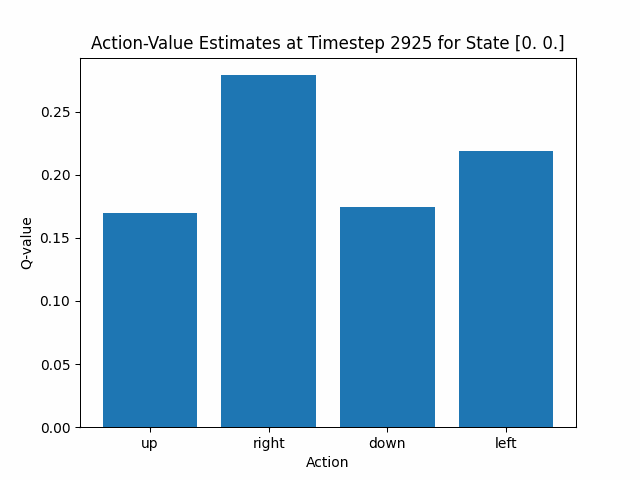 Action-Value Estimates at Timestep 2925 for State [0. 0.]
0.25
0.20
0.15
0.10
0.05
0.00
Q-value
up right down left
Action